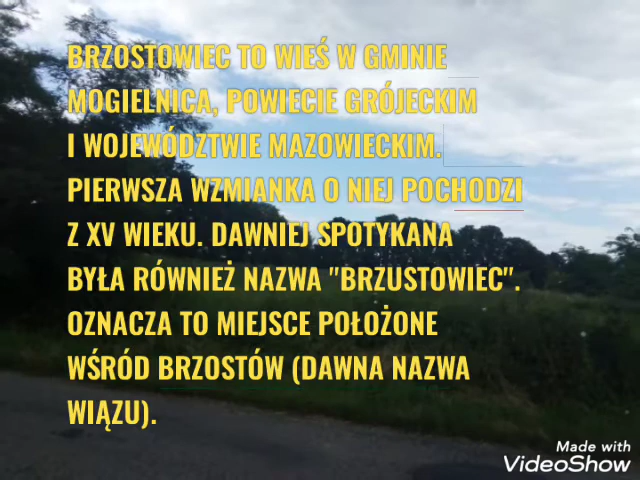 BRZOSTOWIEC TO WIEŚ W GMINIE
MOGIELNICA, POWIECIE GRÓJECKIM
I WOJEWÓDZTWIE MAZOWIECKIM.
PIERWSZA WZMIANKA O NIEJ POCHODZI
Z XV WIEKU. DAWNIEJ SPOTYKANA
BYŁA RÓWNIEŻ NAZWA "BRZUSTOWIEC".
OZNACZA TO MIEJSCE POŁOŻONE
WŚRÓD BRZOSTÓW (DAWNA NAZWA
WIĄZU).
Made with
VideoShow